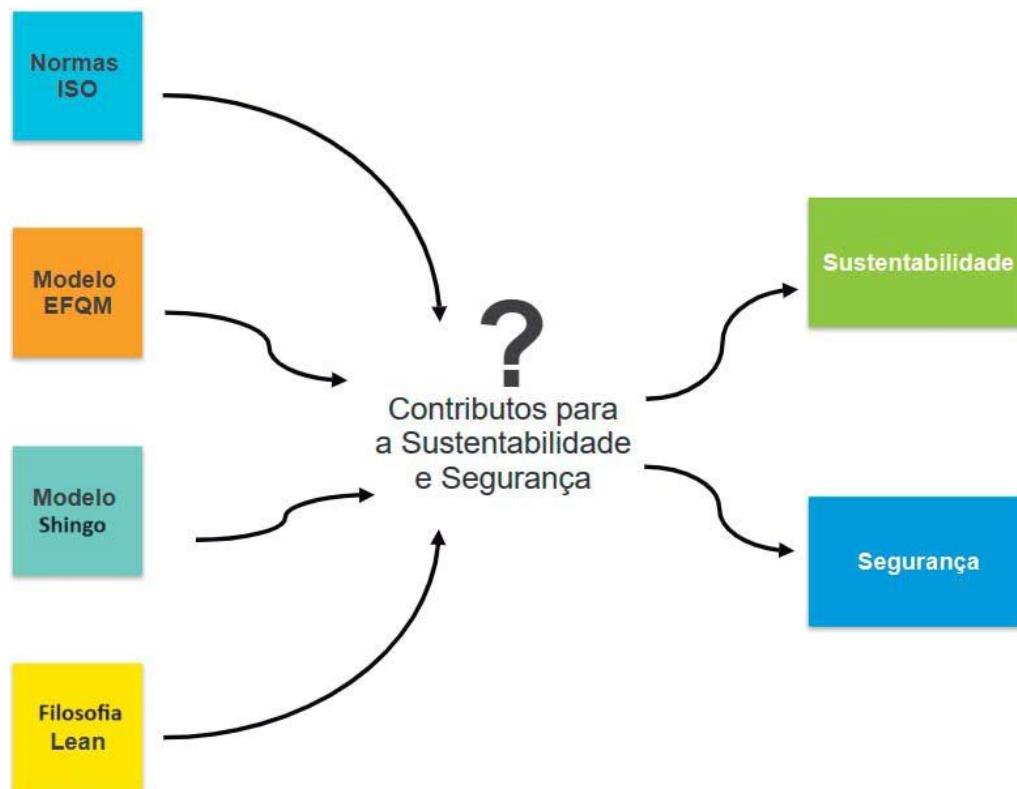 Normas
ISO
Modelo
EFQM
Modelo
Shingo
Filosofia
Lean
?
Contributos para
a Sustentabilidade
e Segurança
Sustentabilidade
Segurança